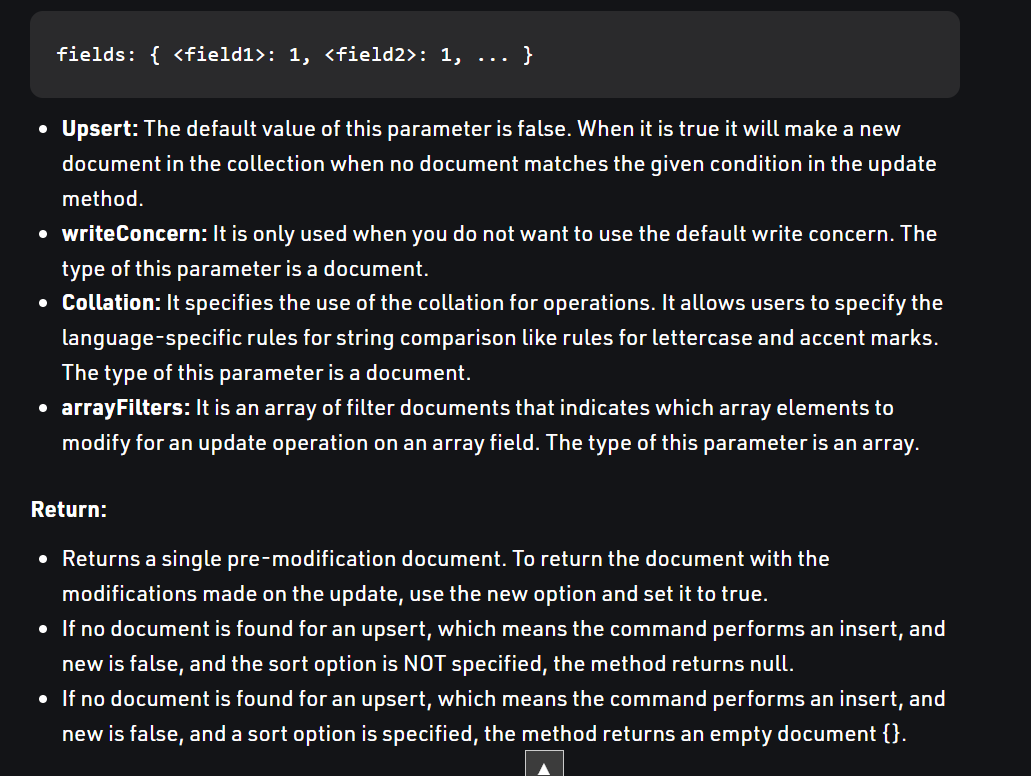 fields: { <field1>: 1, <field2>: 1, ... }
• Upsert: The default value of this parameter is false. When it is true it will make a new
document in the collection when no document matches the given condition in the update
method.
• writeConcern: It is only used when you do not want to use the default write concern. The
type of this parameter is a document.
• Collation: It specifies the use of the collation for operations. It allows users to specify the
language-specific rules for string comparison like rules for lettercase and accent marks.
The type of this parameter is a document.
• arrayFilters: It is an array of filter documents that indicates which array elements to
modify for an update operation on an array field. The type of this parameter is an array.
Return:
• Returns a single pre-modification document. To return the document with the
modifications made on the update, use the new option and set it to true.
• If no document is found for an upsert, which means the command performs an insert, and
new is false, and the sort option is NOT specified, the method returns null.
• If no document is found for an upsert, which means the command performs an insert, and
new is false, and a sort option is specified, the method returns an empty document {}.